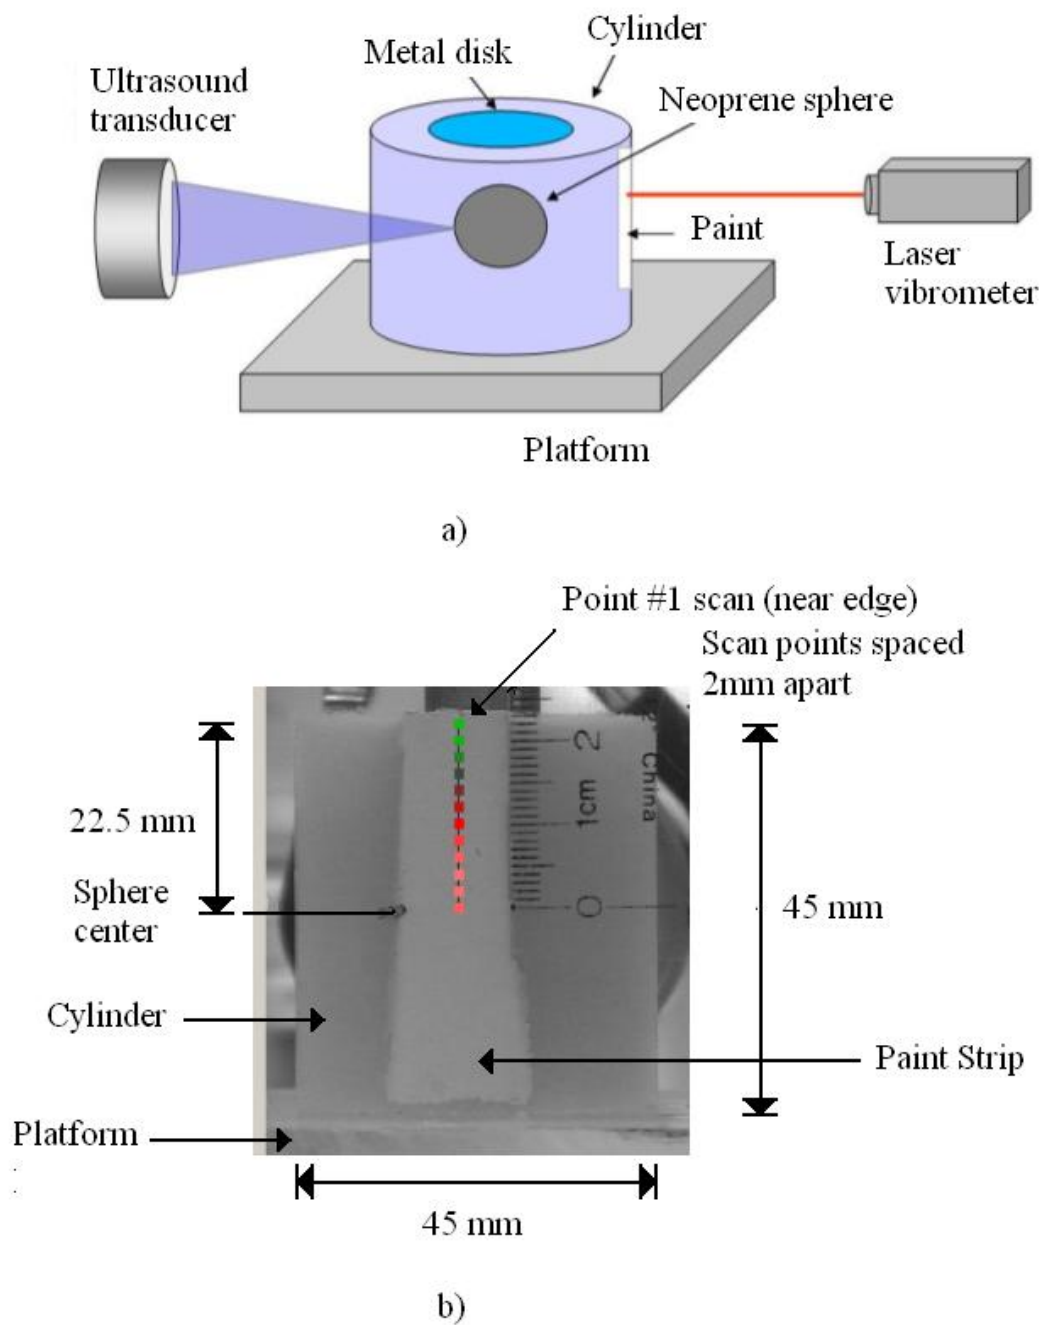 Cylinder
Metal disk
Ultrasound
transducer
Neoprene sphere
Paint
Laser
vibrometer
Platform
a)
Point #1 scan (near edge)
Scan points spaced
2mm apart
2
China
1cm
22.5 mm
Sphere
center
0
45 mm
Cylinder
Paint Strip
Platform
45 mm
b)